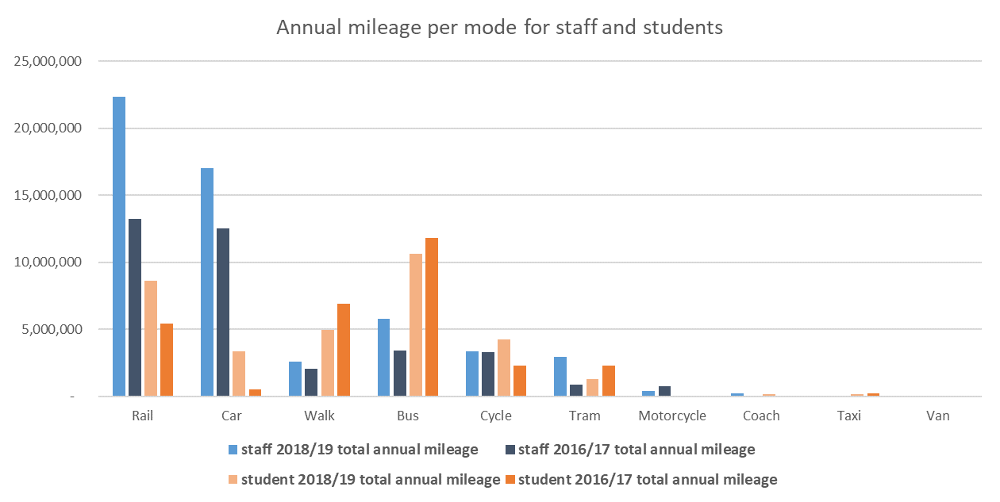 Annual mileage per mode for staff and students
25,000,000
20,000,000
15,000,000
10,000,000
5,000,000
-
Rail Car Walk Bus Cycle Tram Motorcycle Coach Taxi Van
staff 2018/19 total annual mileage staff 2016/17 total annual mileage
student 2018/19 total annual mileage student 2016/17 total annual mileage